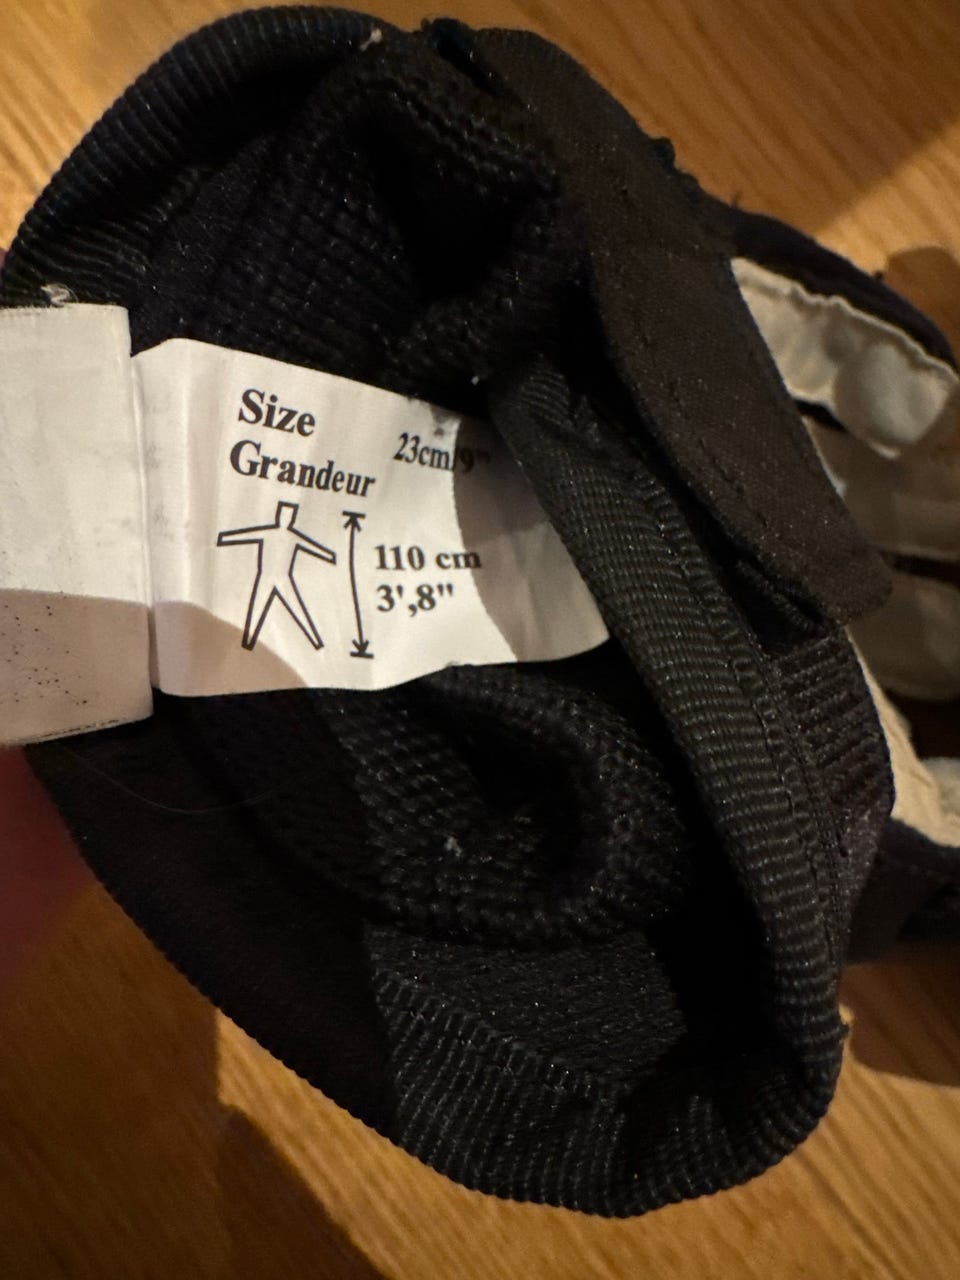 Size
Grandeur
23cm/9"
110 cm
3',8"